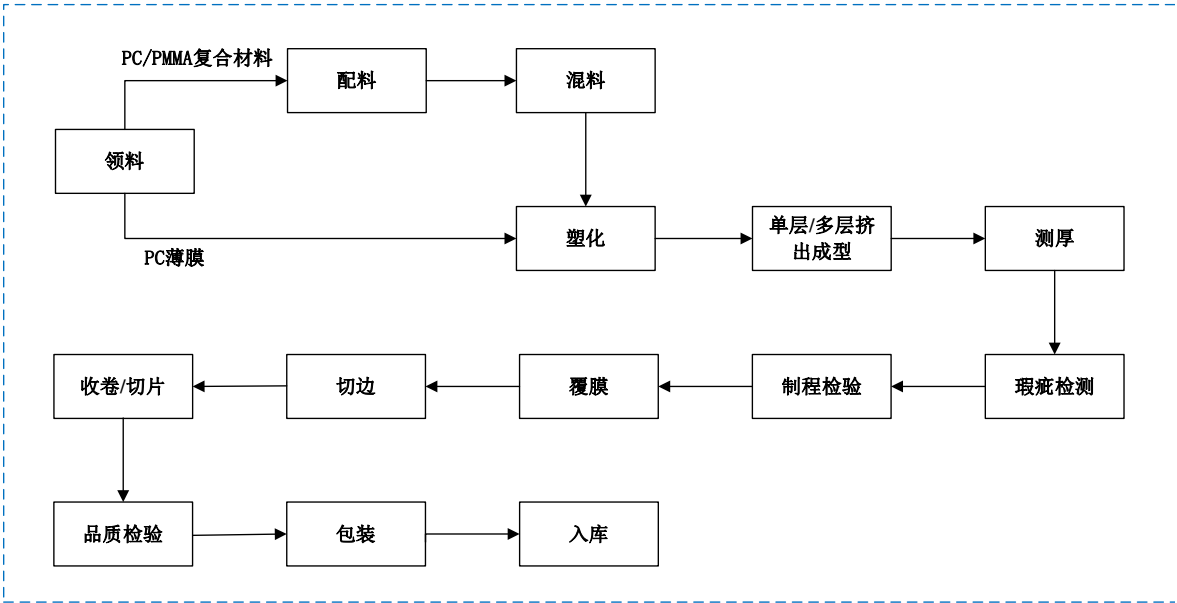 PC/PMMA复合材料
配料
混料
领料
PC薄膜
塑化
单层/多层挤
出成型
测厚
收卷/切片
切边
覆膜
制程检验
瑕疵检测
品质检验
包装
入库